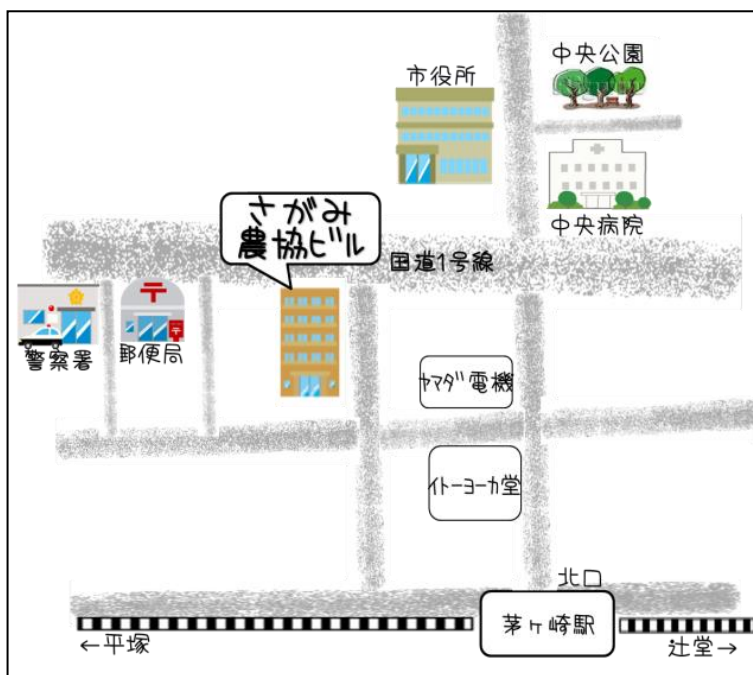 中央公園
市役所
さがみ
農協ビル
中央病院
国道1号線
〒
警察署
郵便局
〒
ヤマダ電機
イトーヨーカ堂
北口
茅ヶ崎駅
←平塚
辻堂→